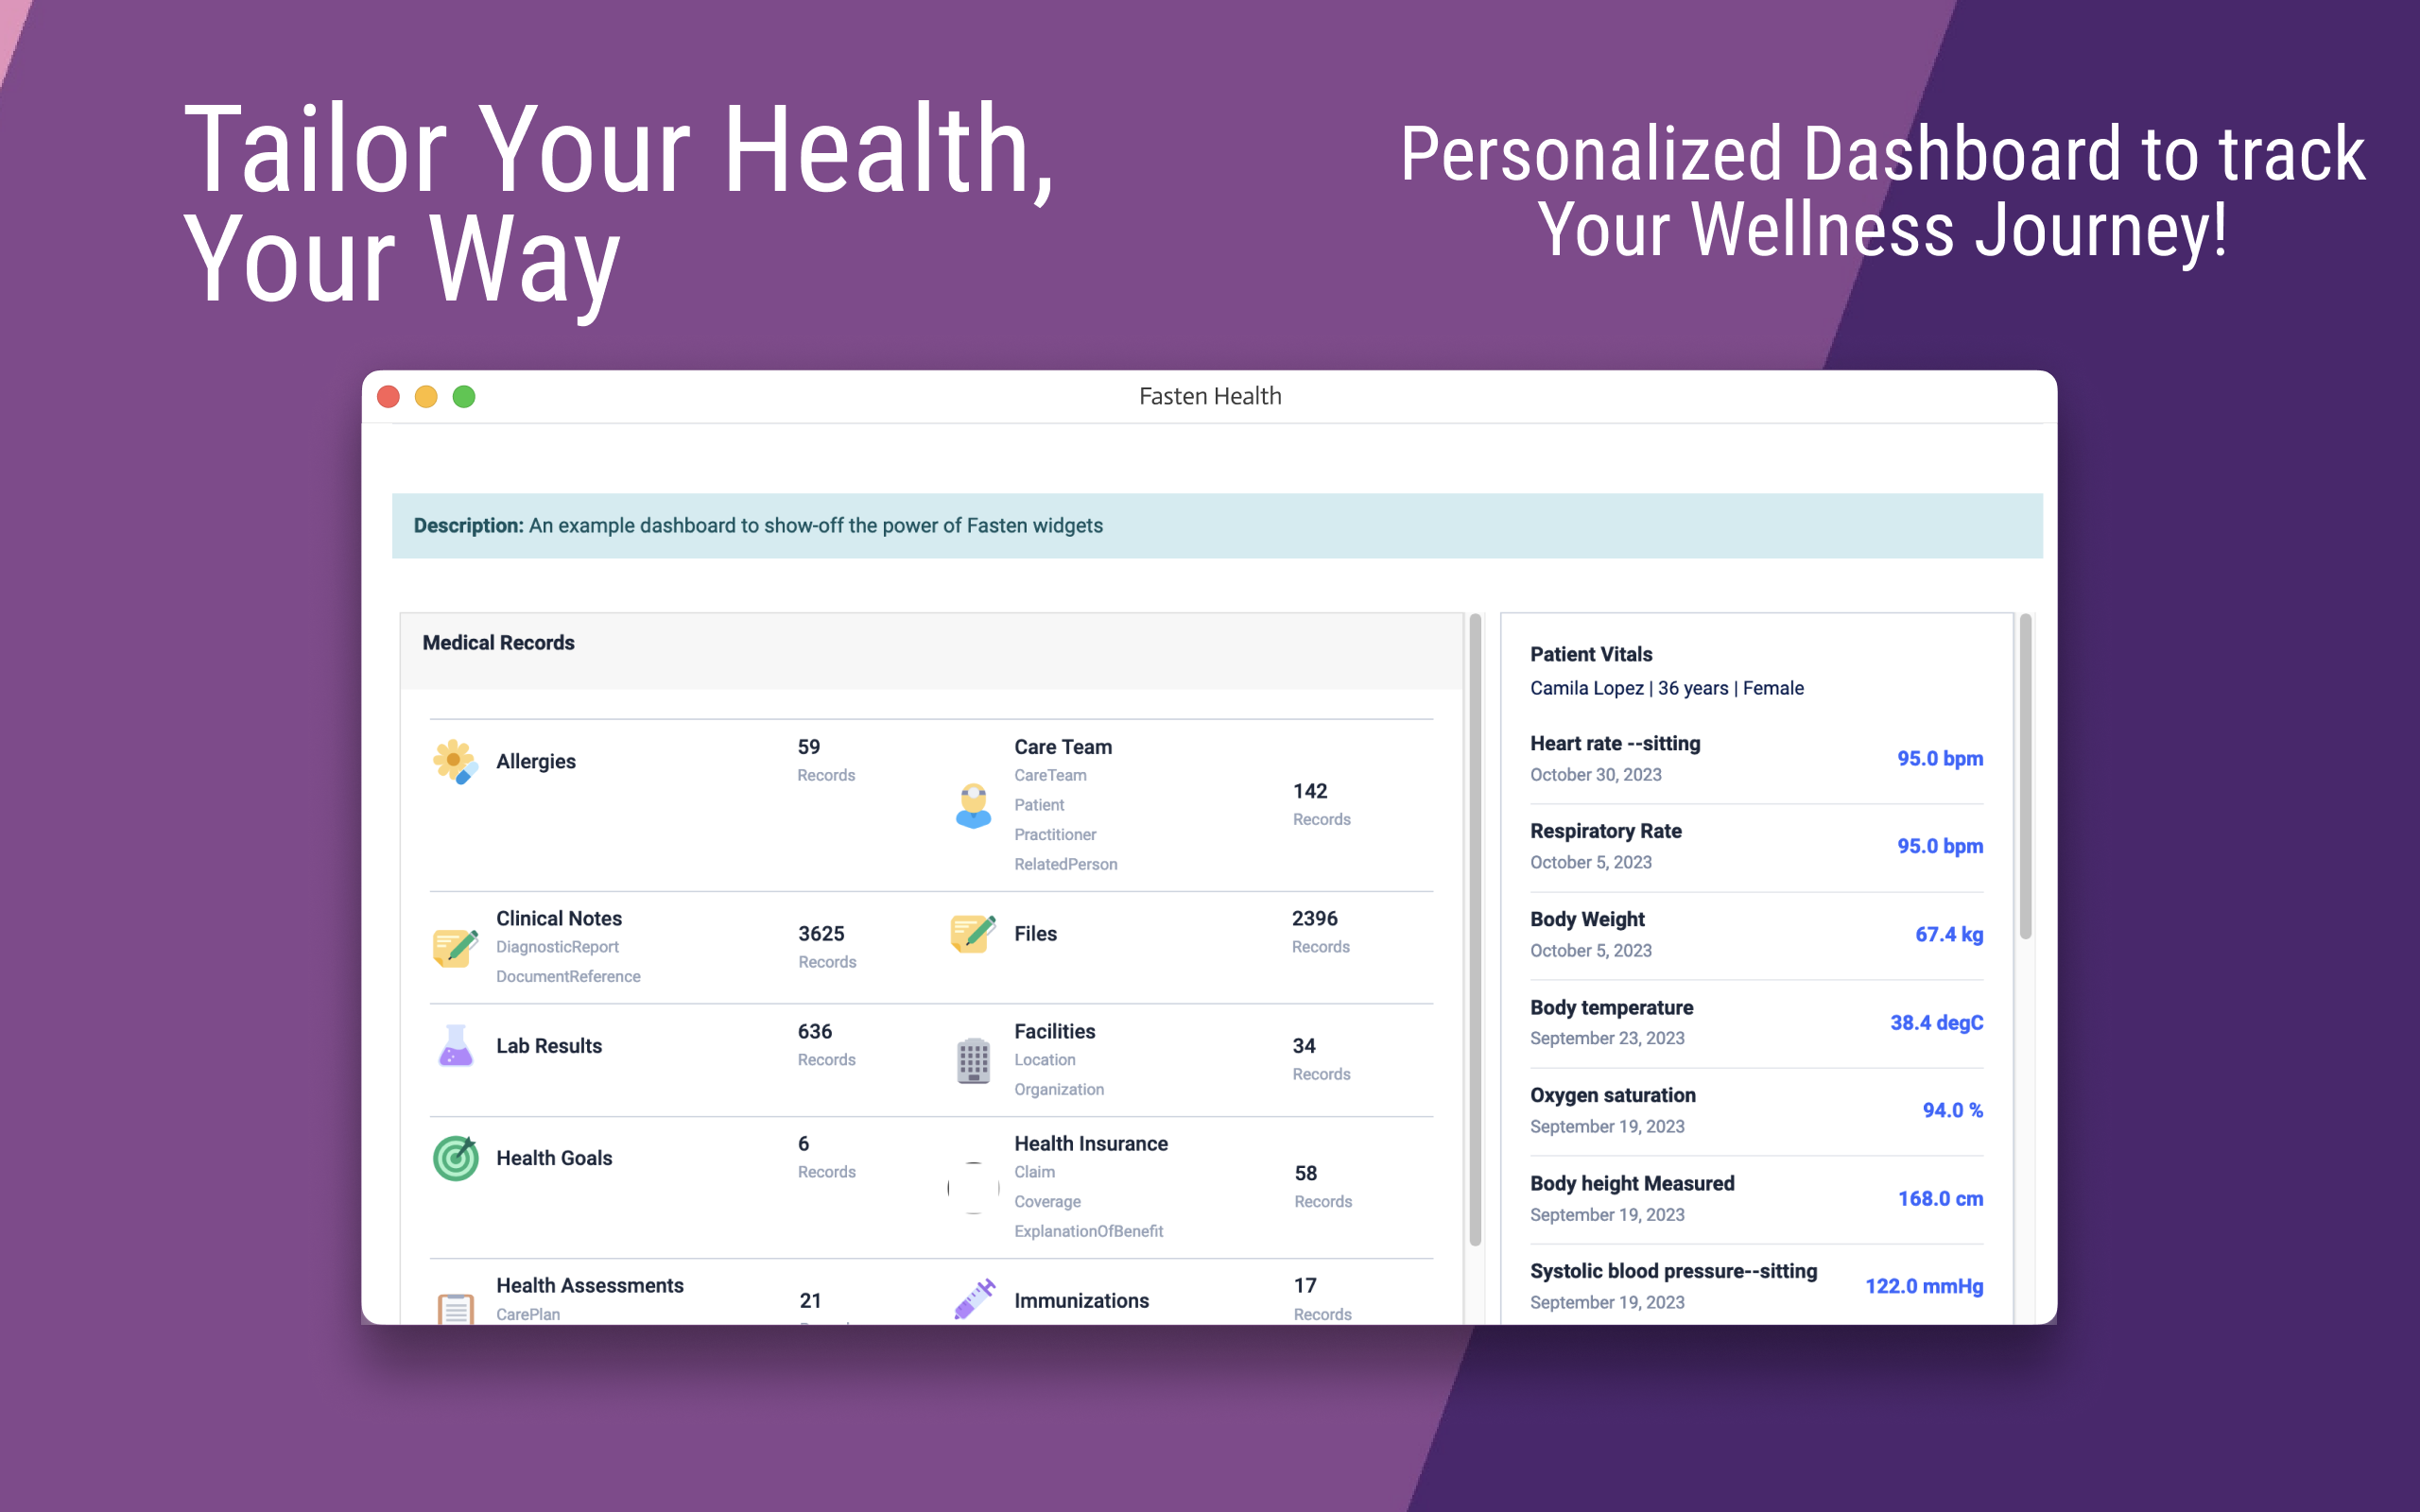 Tailor Your Health,
Your Way
Personalized Dashboard to track
Your Wellness Journey!
Fasten Health
Description: An example dashboard to show-off the power of Fasten widgets
Medical Records
Allergies
59
Records
Care Team
CareTeam
Patient
Practitioner
RelatedPerson
142
Records
Clinical Notes
DiagnosticReport
DocumentReference
3625
Records
Files
2396
Records
Lab Results
636
Records
Facilities
Location
Organization
34
Records
Health Goals
6
Records
Health Insurance
Claim
Coverage
ExplanationOfBenefit
58
Records
Health Assessments
CarePlan
21
Immunizations
17
Records
Patient Vitals
Camila Lopez | 36 years | Female
Heart rate --sitting
October 30, 2023
95.0 bpm
Respiratory Rate
October 5, 2023
95.0 bpm
Body Weight
October 5, 2023
67.4 kg
Body temperature
September 23, 2023
38.4 degC
Oxygen saturation
September 19, 2023
94.0 %
Body height Measured
September 19, 2023
168.0 cm
Systolic blood pressure--sitting
September 19, 2023
122.0 mmHg